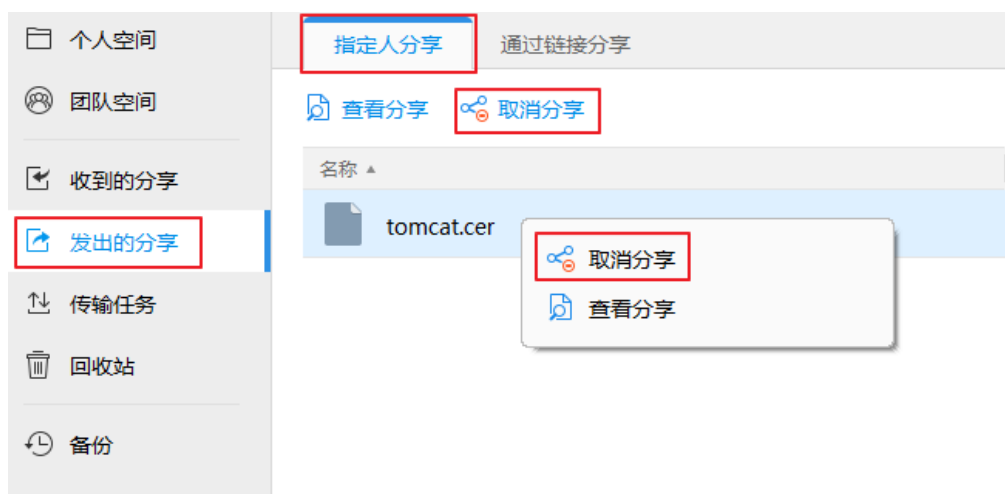 个人空间
团队空间
收到的分享
发出的分享
传输任务
回收站
备份
指定人分享 通过链接分享
查看分享 取消分享
名称
tomcat.cer
取消分享
查看分享